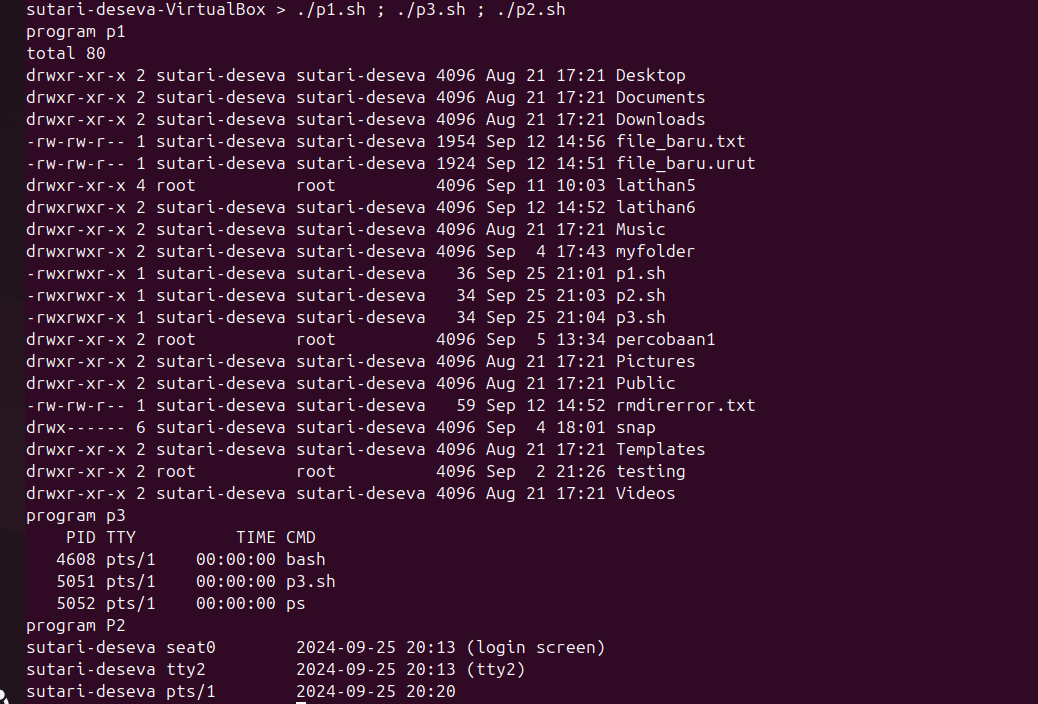 sutari-deseva-VirtualBox > ./p1.sh ; ./p3.sh ; ./p2.sh
program p1
total 80
drwxr-xr-x 2 sutari-deseva sutari-deseva 4096 Aug 21 17:21 Desktop
drwxr-xr-x 2 sutari-deseva sutari-deseva 4096 Aug 21 17:21 Documents
drwxr-xr-x 2 sutari-deseva sutari-deseva 4096 Aug 21 17:21 Downloads
-rw-rw-r-- 1 sutari-deseva sutari-deseva 1954 Sep 12 14:56 file_baru.txt
-rw-rw-r-- 1 sutari-deseva sutari-deseva 1924 Sep 12 14:51 file_baru.urut
drwxr-xr-x 4 root          root          4096 Sep 11 10:03 latihan5
drwxrwxr-x 2 sutari-deseva sutari-deseva 4096 Sep 12 14:52 latihan6
drwxr-xr-x 2 sutari-deseva sutari-deseva 4096 Aug 21 17:21 Music
drwxrwxr-x 2 sutari-deseva sutari-deseva 4096 Sep  4 17:43 myfolder
-rwxrwxr-x 1 sutari-deseva sutari-deseva   36 Sep 25 21:01 p1.sh
-rwxrwxr-x 1 sutari-deseva sutari-deseva   34 Sep 25 21:03 p2.sh
-rwxrwxr-x 1 sutari-deseva sutari-deseva   34 Sep 25 21:04 p3.sh
drwxr-xr-x 2 root          root          4096 Sep  5 13:34 percobaan1
drwxr-xr-x 2 sutari-deseva sutari-deseva 4096 Aug 21 17:21 Pictures
drwxr-xr-x 2 sutari-deseva sutari-deseva 4096 Aug 21 17:21 Public
-rw-rw-r-- 1 sutari-deseva sutari-deseva   59 Sep 12 14:52 rmdirerror.txt
drwx------ 6 sutari-deseva sutari-deseva 4096 Sep  4 18:01 snap
drwxr-xr-x 2 sutari-deseva sutari-deseva 4096 Aug 21 17:21 Templates
drwxr-xr-x 2 root          root          4096 Sep  2 21:26 testing
drwxr-xr-x 2 sutari-deseva sutari-deseva 4096 Aug 21 17:21 Videos
program p3
    PID TTY          TIME CMD
   4608 pts/1    00:00:00 bash
   5051 pts/1    00:00:00 p3.sh
   5052 pts/1    00:00:00 ps
program P2
sutari-deseva seat0        2024-09-25 20:13 (login screen)
sutari-deseva tty2         2024-09-25 20:13 (tty2)
sutari-deseva pts/1        2024-09-25 20:20